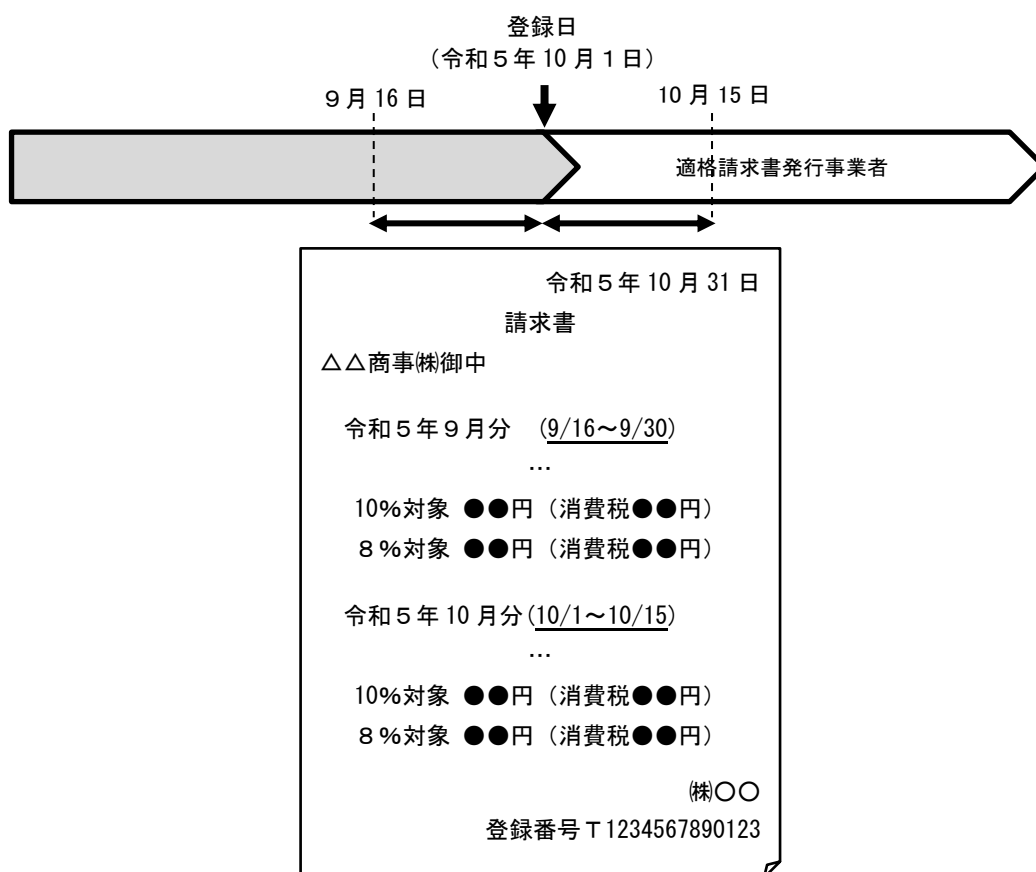 登録日
（令和５年10月１日）
９月16日
10月15日
適格請求書発行事業者
令和５年10月31日
請求書
△△商事㈱御中
令和５年９月分　（9/16～9/30）
…
10％対象 ●●円（消費税●●円）
８％対象 ●●円（消費税●●円）
令和５年10月分（10/1～10/15）
…
10％対象 ●●円（消費税●●円）
８％対象 ●●円（消費税●●円）
㈱〇〇
登録番号Ｔ1234567890123